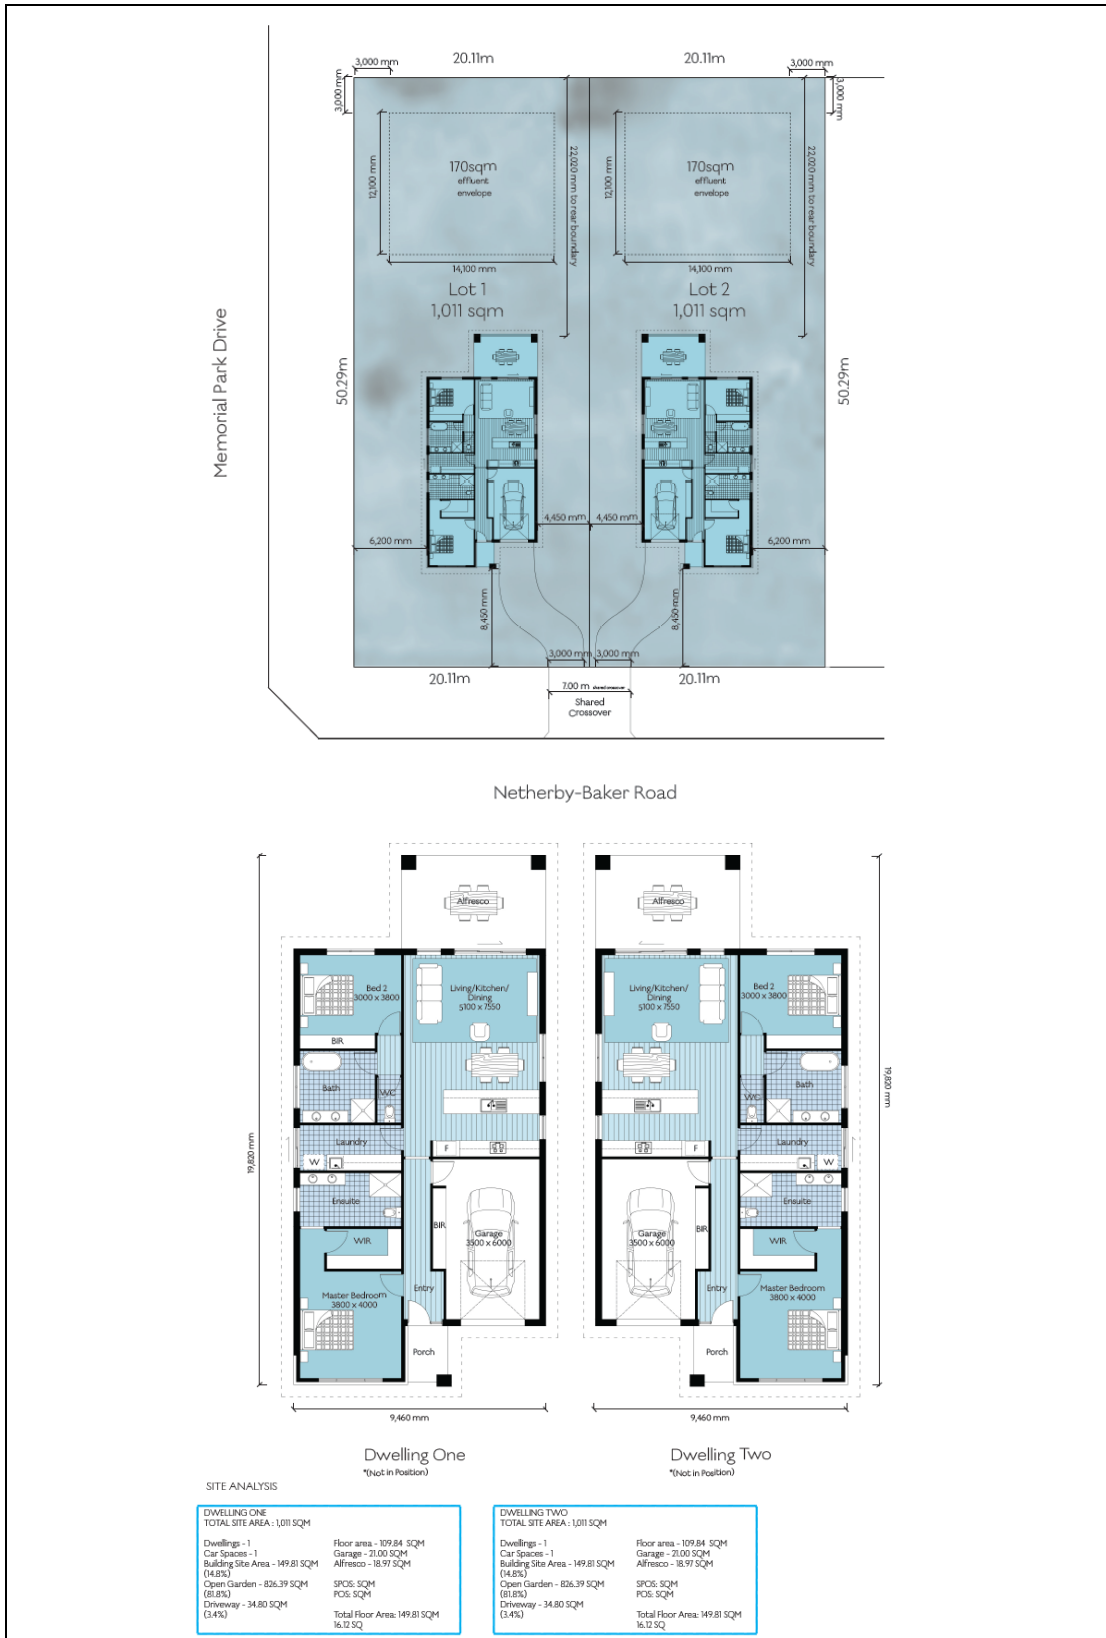 3,000 mm
20.11m
20.11m
3,000 mm
3,000 mm
3,000 mm
12,100 mm
170sqm
effluent
envelope
22,020 mm to rear boundary
12,100 mm
170sqm
effluent
envelope
22,020 mm to rear boundary
14,100 mm
14,100 mm
Lot 1
1,011 sqm
Lot 2
1,011 sqm
Memorial Park Drive
50.29m
50.29m
4,450 mm
4,450 mm
6,200 mm
6,200 mm
8,450 mm
8,450 mm
3,000 mm
3,000 mm
20.11m
20.11m
7.00 m shared crossover
Shared
Crossover
Netherby-Baker Road
Alfresco
Alfresco
Bed 2
3000 x 3800
Living/Kitchen/
Dining
5100 x 7550
Living/Kitchen/
Dining
5100 x 7550
Bed 2
3000 x 3800
BIR
Bath
WC
WC
Bath
19,820 mm
19,820 mm
Laundry
W
F
F
Laundry
W
Ensuite
Ensuite
BIR
Garage
3500 x 6000
Garage
3500 x 6000
BIR
WIR
WIR
Master Bedroom
3800 x 4000
Entry
Entry
Master Bedroom
3800 x 4000
Porch
Porch
9,460 mm
9,460 mm
Dwelling One
*(Not in Position)
Dwelling Two
*(Not in Position)
SITE ANALYSIS
DWELLING ONE
TOTAL SITE AREA : 1,011 SQM
Dwellings - 1
Car Spaces - 1
Building Site Area - 149.81 SQM
(14.8%)
Open Garden - 826.39 SQM
(81.8%)
Driveway - 34.80 SQM
(3.4%)
Floor area - 109.84 SQM
Garage - 21.00 SQM
Alfresco - 18.97 SQM
SPOS: SQM
POS: SQM
Total Floor Area: 149.81 SQM
16.12 SQ
DWELLING TWO
TOTAL SITE AREA : 1,011 SQM
Dwellings - 1
Car Spaces - 1
Building Site Area - 149.81 SQM
(14.8%)
Open Garden - 826.39 SQM
(81.8%)
Driveway - 34.80 SQM
(3.4%)
Floor area - 109.84 SQM
Garage - 21.00 SQM
Alfresco - 18.97 SQM
SPOS: SQM
POS: SQM
Total Floor Area: 149.81 SQM
16.12 SQ